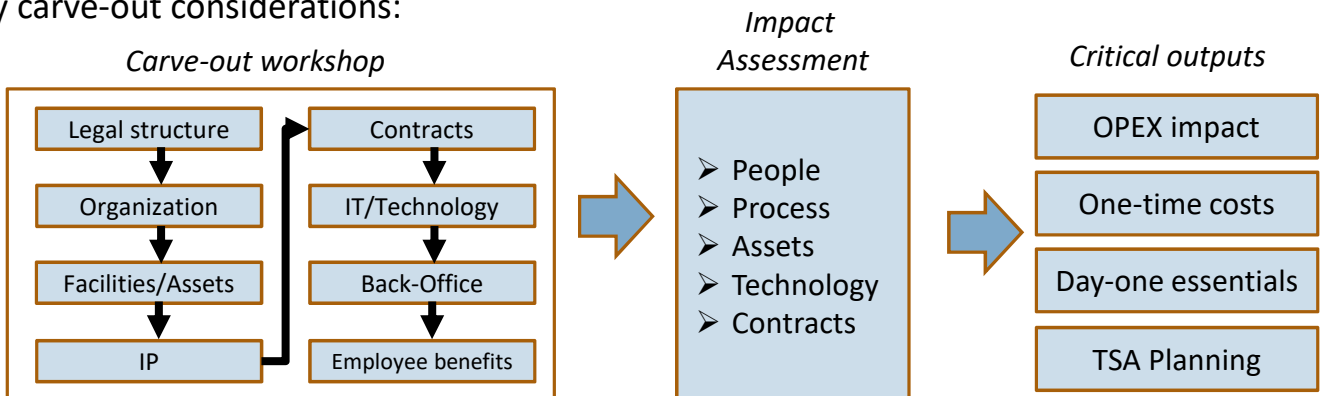 carve-out considerations:
Carve-out workshop
Legal structure
Organization
Facilities/Assets
IP
Contracts
IT/Technology
Back-Office
Employee benefits
Impact
Assessment
➢ People
➢ Process
➢ Assets
➢ Technology
➢ Contracts
Critical outputs
OPEX impact
One-time costs
Day-one essentials
TSA Planning